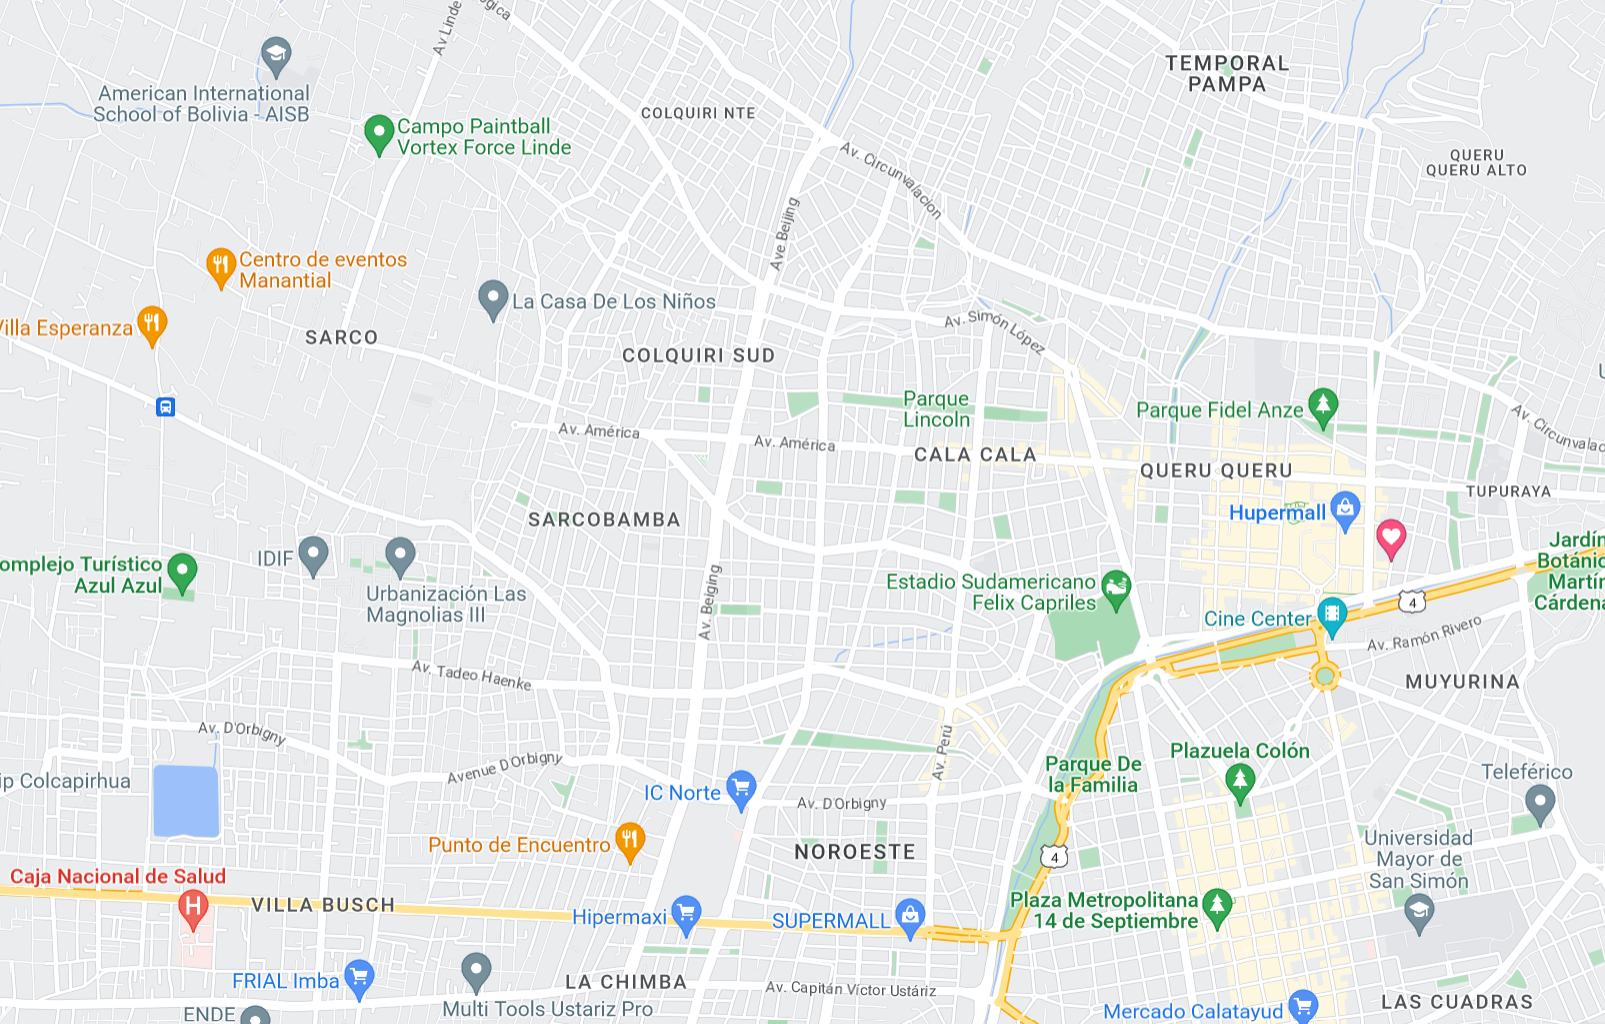 Av Linde
ógica
TEMPORAL
PAMPA
American International
School of Bolivia - AISB
COLQUIRI NTE
Campo Paintball
Vortex Force Linde
Av. Circunvalacion
QUERU
QUERU ALTO
Ave Beijing
Centro de eventos
Manantial
La Casa De Los Niños
Villa Esperanza
SARCO
Av. Simón López
COLQUIRI SUD
Parque
Lincoln
Parque Fidel Anze
Av. Circunvalac
Av. América
Av. América
CALA CALA
QUERU QUERU
TUPURAYA
SARCOBAMBA
Hupermall
IDIF
omplejo Turístico
Azul Azul
Urbanización Las
Magnolias III
Av. Beiging
Estadio Sudamericano
Felix Capriles
Jardín
Botánic
Martín
Cárdena
4
Cine Center
Av. Ramón Rivero
Av. Tadeo Haenke
MUYURINA
Av. D'Orbigny
Avenue D'Orbigny
Av. Perú
Plazuela Colón
Parque De
la Familia
Teleférico
ip Colcapirhua
IC Norte
Av. D'Orbigny
Punto de Encuentro
NOROESTE
4
Universidad
Mayor de
San Simón
Caja Nacional de Salud
H
VILLA BUSCH
Hipermaxi
SUPERMALL
Plaza Metropolitana
14 de Septiembre
FRIAL Imba
LA CHIMBA
Av. Capitán Víctor Ustáriz
Multi Tools Ustariz Pro
ENDE
Mercado Calatayud
LAS CUADRAS